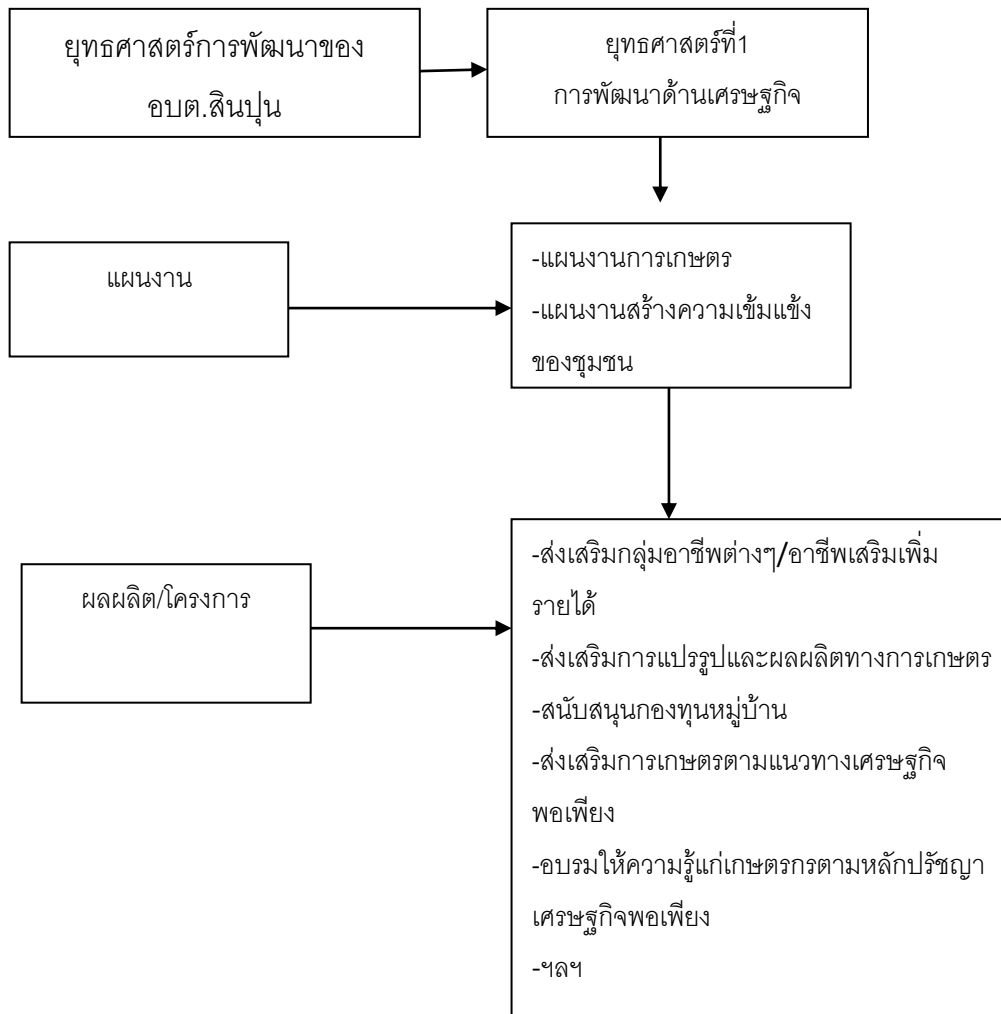 ยุทธศาสตร์การพัฒนาของ
อบต.สินปุน
ยุทธศาสตร์ที่1
การพัฒนาด้านเศรษฐกิจ
แผนงาน
-แผนงานการเกษตร
-แผนงานสร้างความเข้มแข้ง
ของชุมชน
ผลผลิต/โครงการ
-ส่งเสริมกลุ่มอาชีพต่างๆ/อาชีพเสริมเพิ่ม
รายได้
-ส่งเสริมการแปรรูปและผลผลิตทางการเกษตร
-สนับสนุนกองทุนหมู่บ้าน
-ส่งเสริมการเกษตรตามแนวทางเศรษฐกิจ
พอเพียง
-อบรมให้ความรู้แก่เกษตรกรตามหลักปรัชญา
เศรษฐกิจพอเพียง
-ฯลฯ